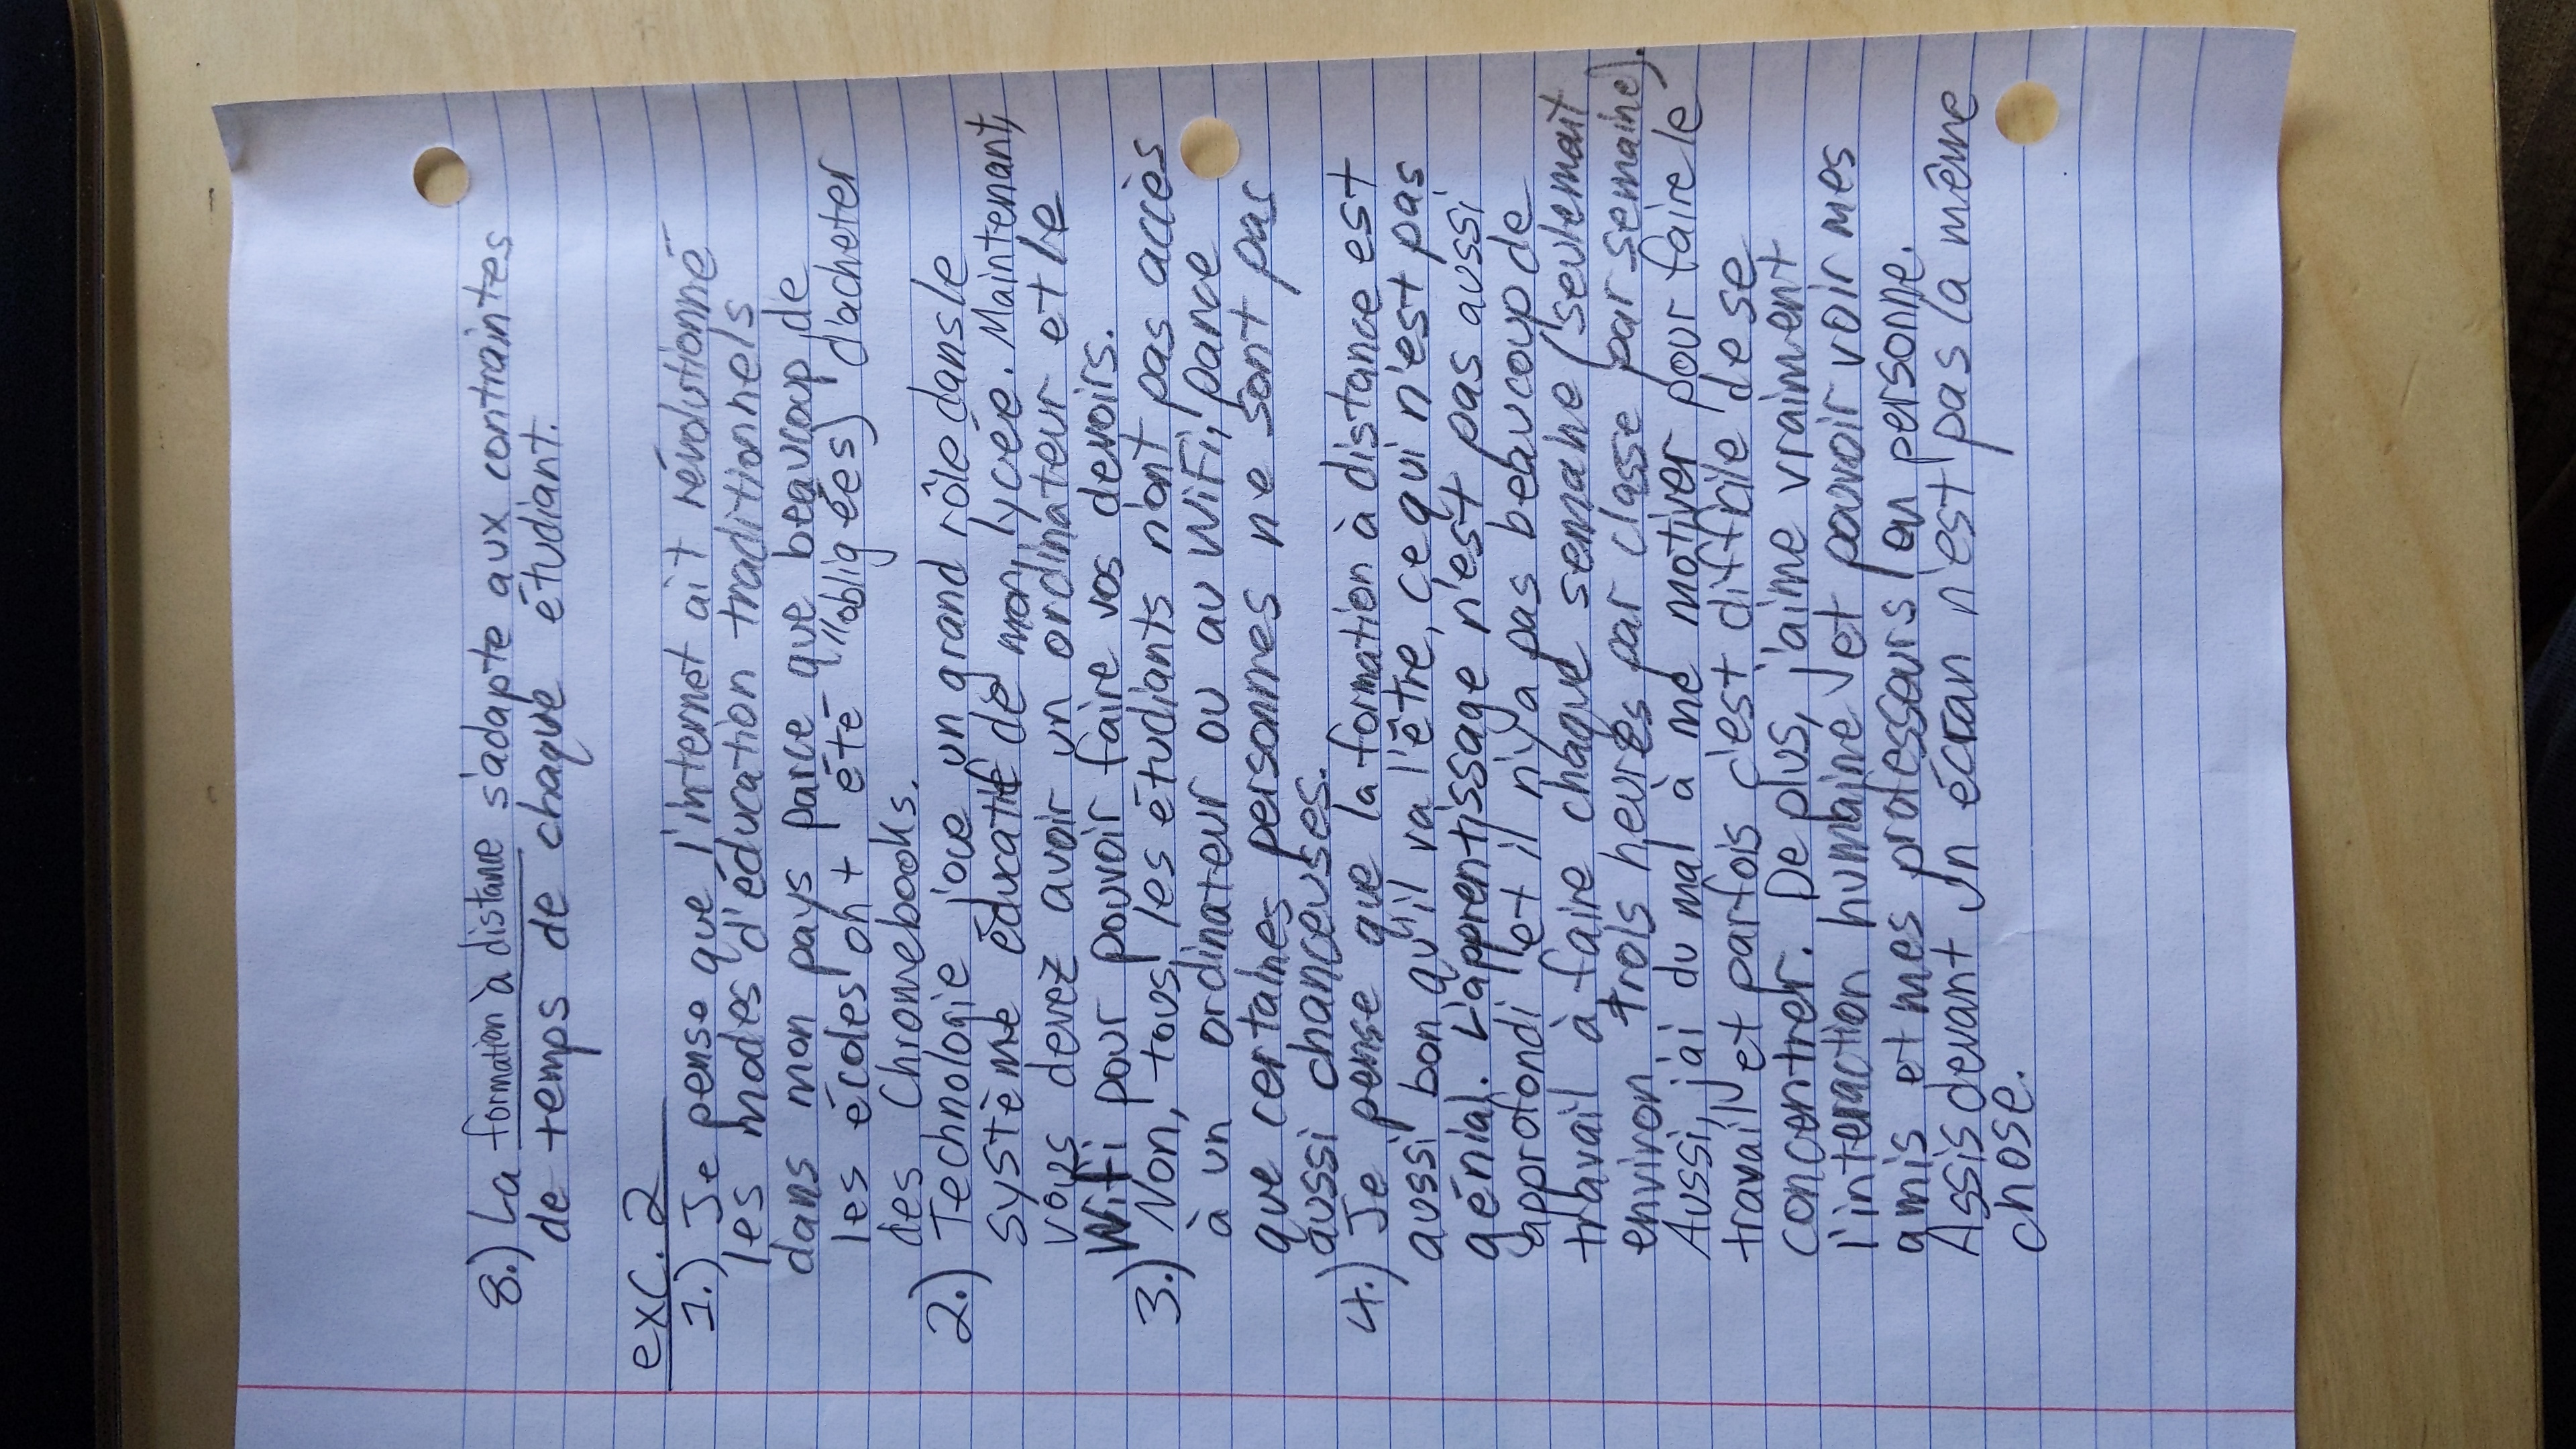 8.) La formation à distance s'adapte aux contraintes
de temps de chaque étudiant.
exc. 2
1.) Je pense que l'internet ait révolutionné
les modes d'éducation traditionnels
dans mon pays parce que beaucoup de
les écoles ont été "obligées) d'acheter
des Chromebooks.
2.) Technologie joue un grand rôle dans le
système éducatif de mon lycée. Maintenant,
vous devez avoir un ordinateur et le
WiFi pour pouvoir faire vos devoirs.
3.) Non, tous les étudiants n'ont pas accès
à un ordinateur ou au WiFi, parce
que certaines personnes ne sont pas
aussi chanceuses.
4.) Je pense que la formation à distance est
aussi bon qu'il va l'être, ce qui n'est pas
génial. L'apprentissage n'est pas aussi
approfondi et il n'y a pas beaucoup de
travail à faire chaque semaine (seulement
environ trois heures par classe par semaine).
Aussi, j'ai du mal à me motiver pour faire le
travail et parfois c'est difficile de se
concentrer. De plus, j'aime vraiment
l'interaction humaine et pouvoir voir mes
amis et mes professeurs en personne.
Assis devant un écran n'est pas la même
chose.